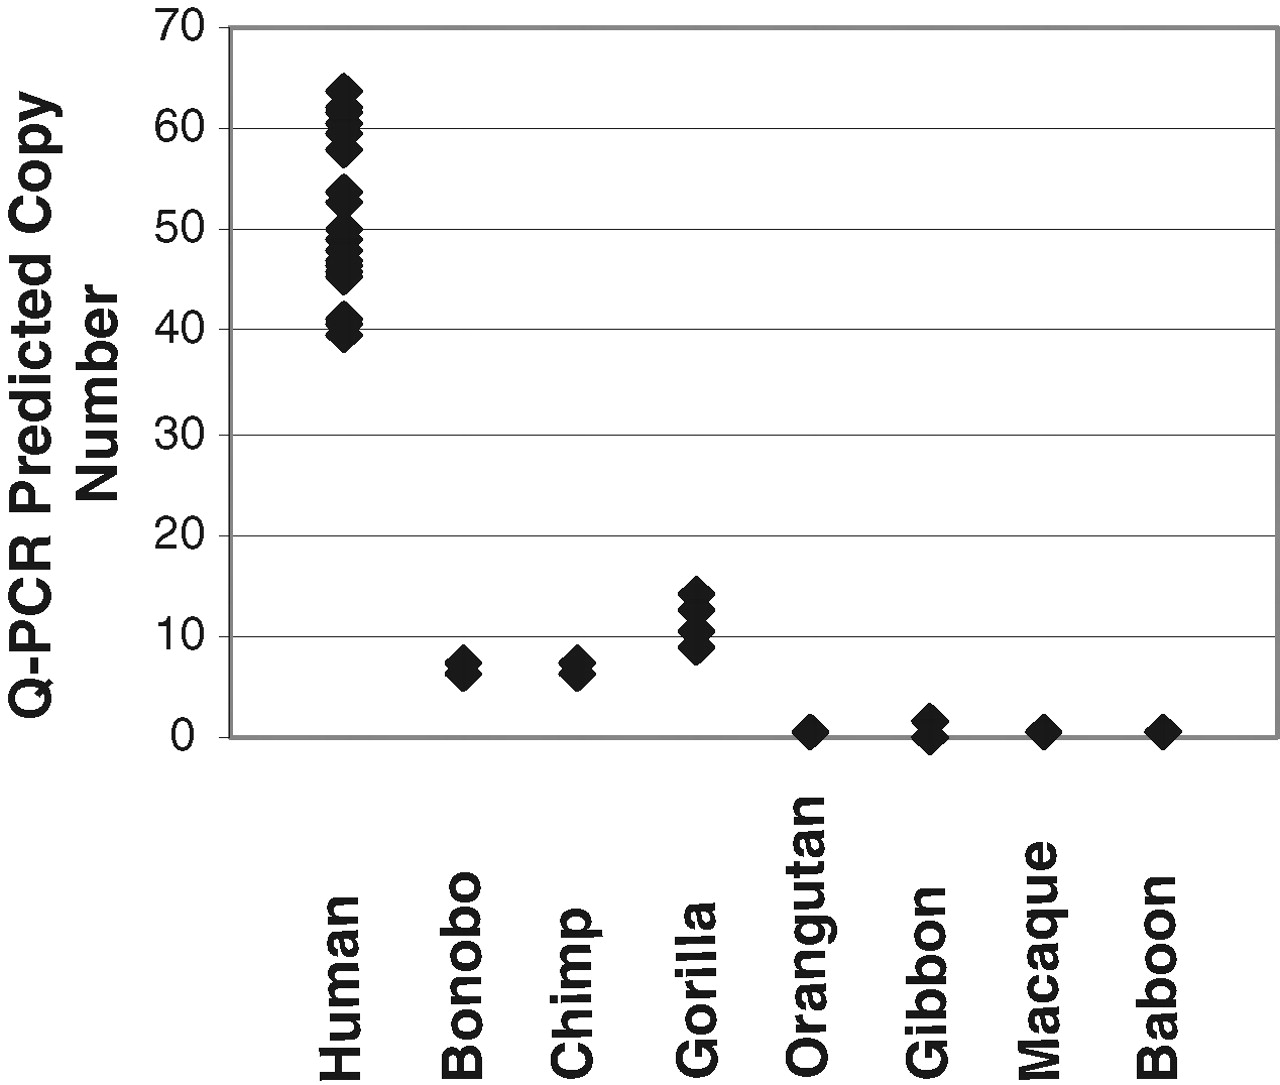 Q-PCR Predicted Copy
Number
70
60
50
40
30
20
10
0
Human
Bonobo
Chimp
Gorilla
Orangutan
Gibbon
Macaque
Baboon